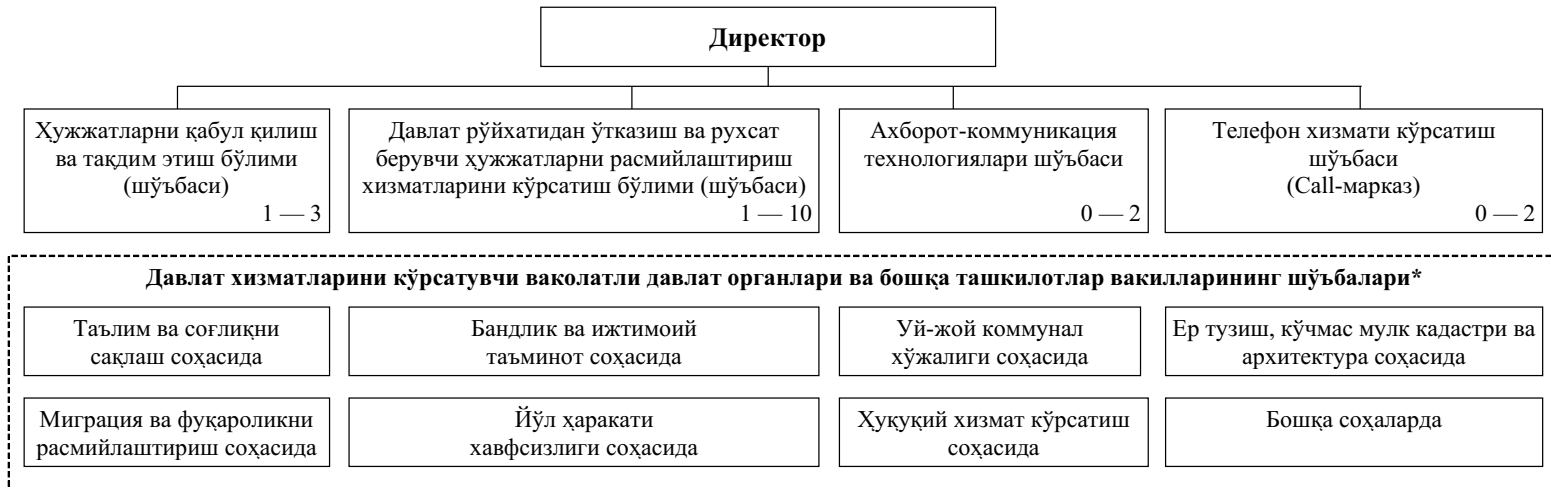 Директор
Ҳужжатларни қабул қилиш
ва тақдим этиш бўлими
(шўъбаси)
1 — 3
Давлат рўйхатидан ўтказиш ва рухсат
берувчи ҳужжатларни расмийлаштириш
хизматларини кўрсатиш бўлими (шўъбаси)
1 — 10
Ахборот-коммуникация
технологиялари шўъбаси
0 — 2
Телефон хизмати кўрсатиш
шўъбаси
(Call-марказ)
0 — 2
Давлат хизматларини кўрсатувчи ваколатли давлат органлари ва бошқа ташкилотлар вакилларининг шўъбалари*
Таълим ва соғлиқни
сақлаш соҳасида
Бандлик ва ижтимоий
таъминот соҳасида
Уй-жой коммунал
хўжалиги соҳасида
Ер тузиш, кўчмас мулк кадастри ва
архитектура соҳасида
Миграция ва фуқароликни
расмийлаштириш соҳасида
Йўл ҳаракати
хавфсизлиги соҳасида
Ҳуқуқий хизмат кўрсатиш
соҳасида
Бошқа соҳаларда